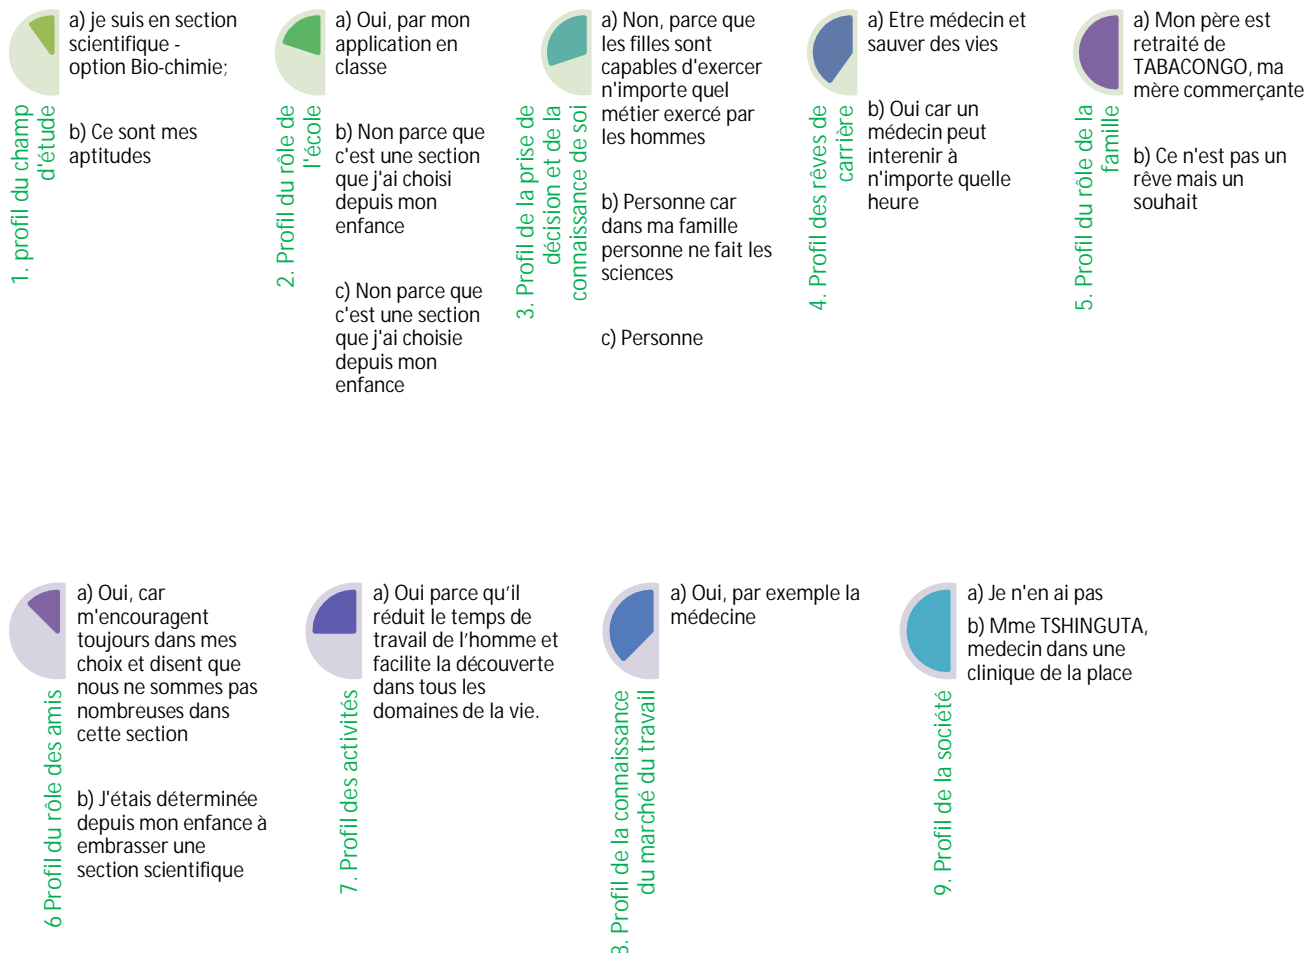 1. profil du champ
d'étude
a) je suis en section
scientifique -
option Bio-chimie;
b) Ce sont mes
aptitudes
2. Profil du rôle de
l'école
a) Oui, par mon
application en
classe
b) Non parce que
c'est une section
que j'ai choisi
depuis mon
enfance
c) Non parce que
c'est une section
que j'ai choisie
depuis mon
enfance
3. Profil de la prise de
décision et de la
connaissance de soi
a) Non, parce que
les filles sont
capables d'exercer
n'importe quel
métier exercé par
les hommes
b) Personne car
dans ma famille
personne ne fait les
sciences
c) Personne
4. Profil des rêves de
carrière
a) Etre médecin et
sauver des vies
b) Oui car un
médecin peut
interenir à
n'importe quelle
heure
5. Profil du rôle de la
famille
a) Mon père est
retraité de
TABACONGO, ma
mère commerçante
b) Ce n'est pas un
rêve mais un
souhait
6 Profil du rôle des amis
a) Oui, car
m'encouragent
toujours dans mes
choix et disent que
nous ne sommes pas
nombreuses dans
cette section
b) J'étais déterminée
depuis mon enfance à
embrasser une
section scientifique
7. Profil des activités
a) Oui parce qu’il
réduit le temps de
travail de l’homme et
facilite la découverte
dans tous les
domaines de la vie.
8. Profil de la connaissance
du marché du travail
a) Oui, par exemple la
médecine
9. Profil de la société
a) Je n'en ai pas
b) Mme TSHINGUTA,
medecin dans une
clinique de la place